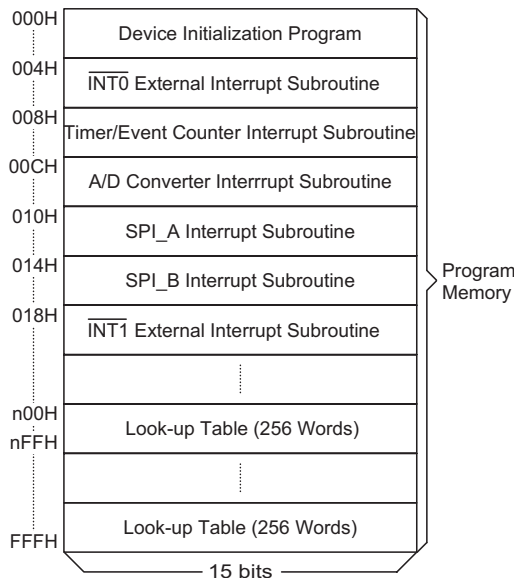 000H
Device Initialization Program
004H
INT0 External Interrupt Subroutine
008H
Timer/Event Counter Interrupt Subroutine
00CH
A/D Converter Interrrupt Subroutine
010H
SPI_A Interrupt Subroutine
014H
SPI_B Interrupt Subroutine
018H
INT1 External Interrupt Subroutine
Program
Memory
n00H
Look-up Table (256 Words)
nFFH
Look-up Table (256 Words)
FFFH
15 bits